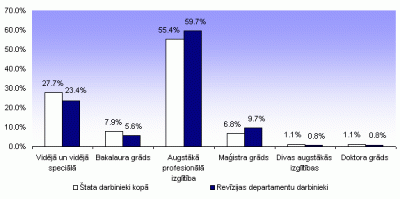 70.0%
60.0%
50.0%
40.0%
30.0%
20.0%
10.0%
0.0%
27.7%
23.4%
7.9%
5.6%
55.4%
59.7%
6.8%
9.7%
1.1%
0.8%
1.1%
0.8%
Vidējā un vidējā
speciālā
Bakalaura grāds
Augstākā
profesionālā
izglītība
Maģistra grāds
Divas augstākās
izglītības
Doktora grāds
Štata darbinieki kopā
Revīzijas departamentu darbinieki